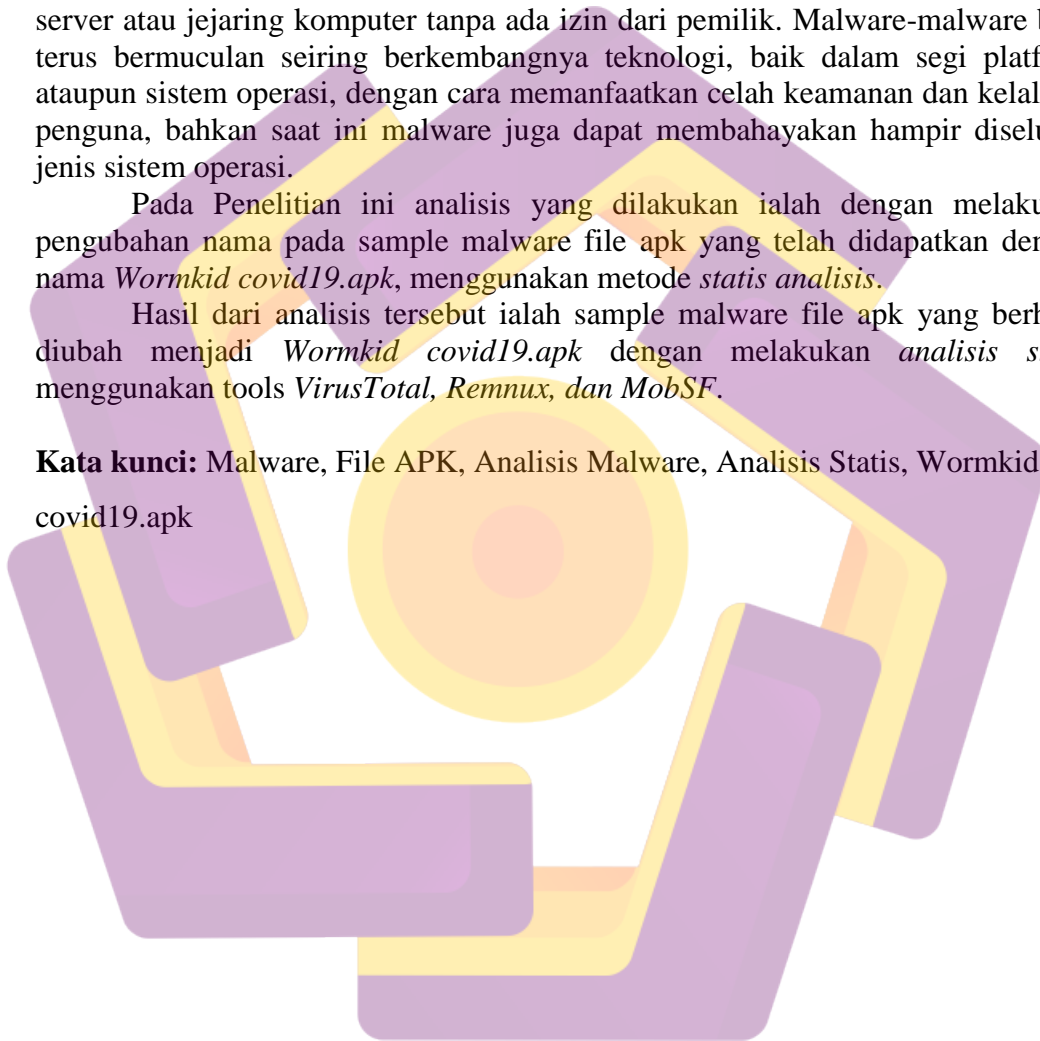 server atau jejaring komputer tanpa ada izin dari pemilik. Malware-malware
terus bermuculan seiring berkembangnya teknologi, baik dalam segi
ataupun sistem operasi, dengan cara memanfaatkan celah keamanan dan
penguna, bahkan saat ini malware juga dapat membahayakan hampir
jenis sistem operasi.
Pada Penelitian ini analisis yang dilakukan ialah dengan
pengubahan nama pada sample malware file apk yang telah didapatkan
nama Wormkid covid19.apk, menggunakan metode statis analisis.
Hasil dari analisis tersebut ialah sample malware file apk yang
diubah menjadi Wormkid covid19.apk dengan melakukan analisis
menggunakan tools VirusTotal, Remnux, dan MobSF.
Kata kunci: Malware, File APK, Analisis Malware, Analisis Statis, Wormkid
covid19.apk